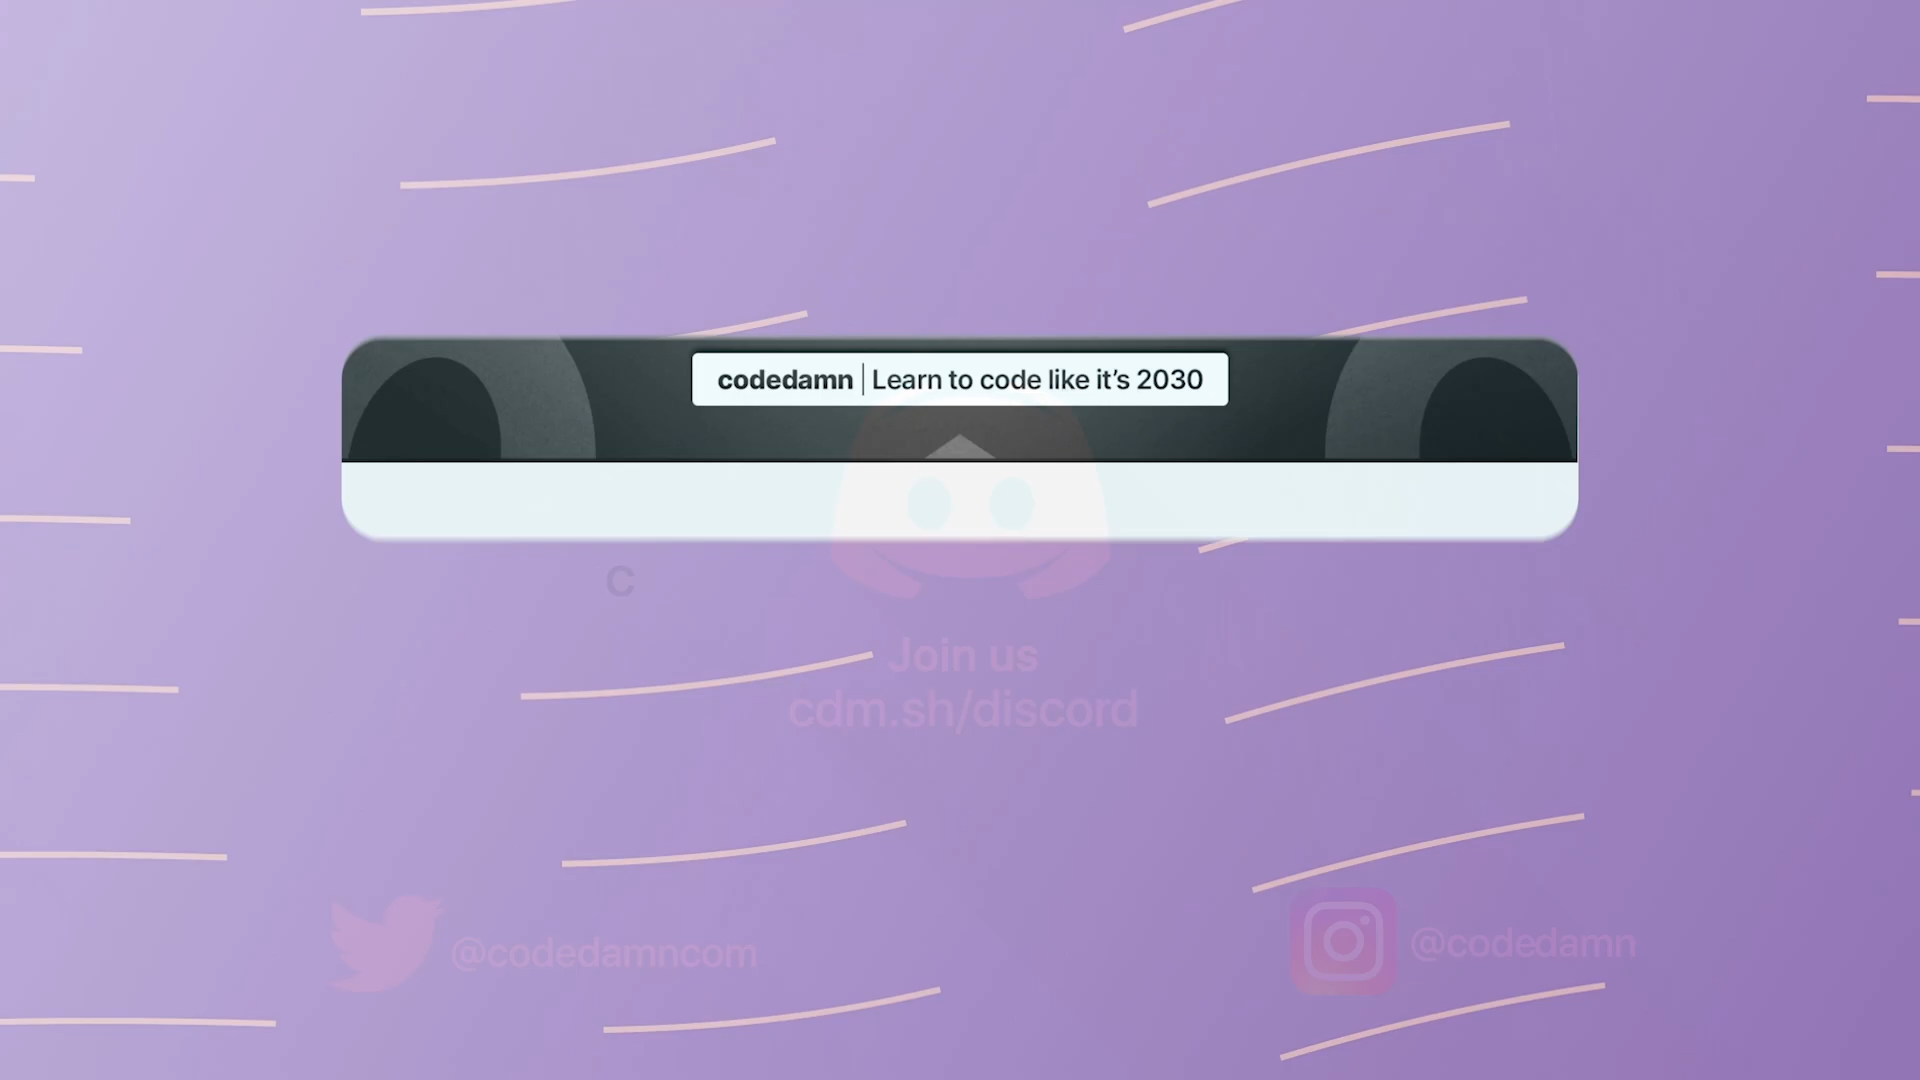 codedamn | Learn to code like it’s 2030
C
Join us
cdm.sh/discord
@codedamncom
@codedamn